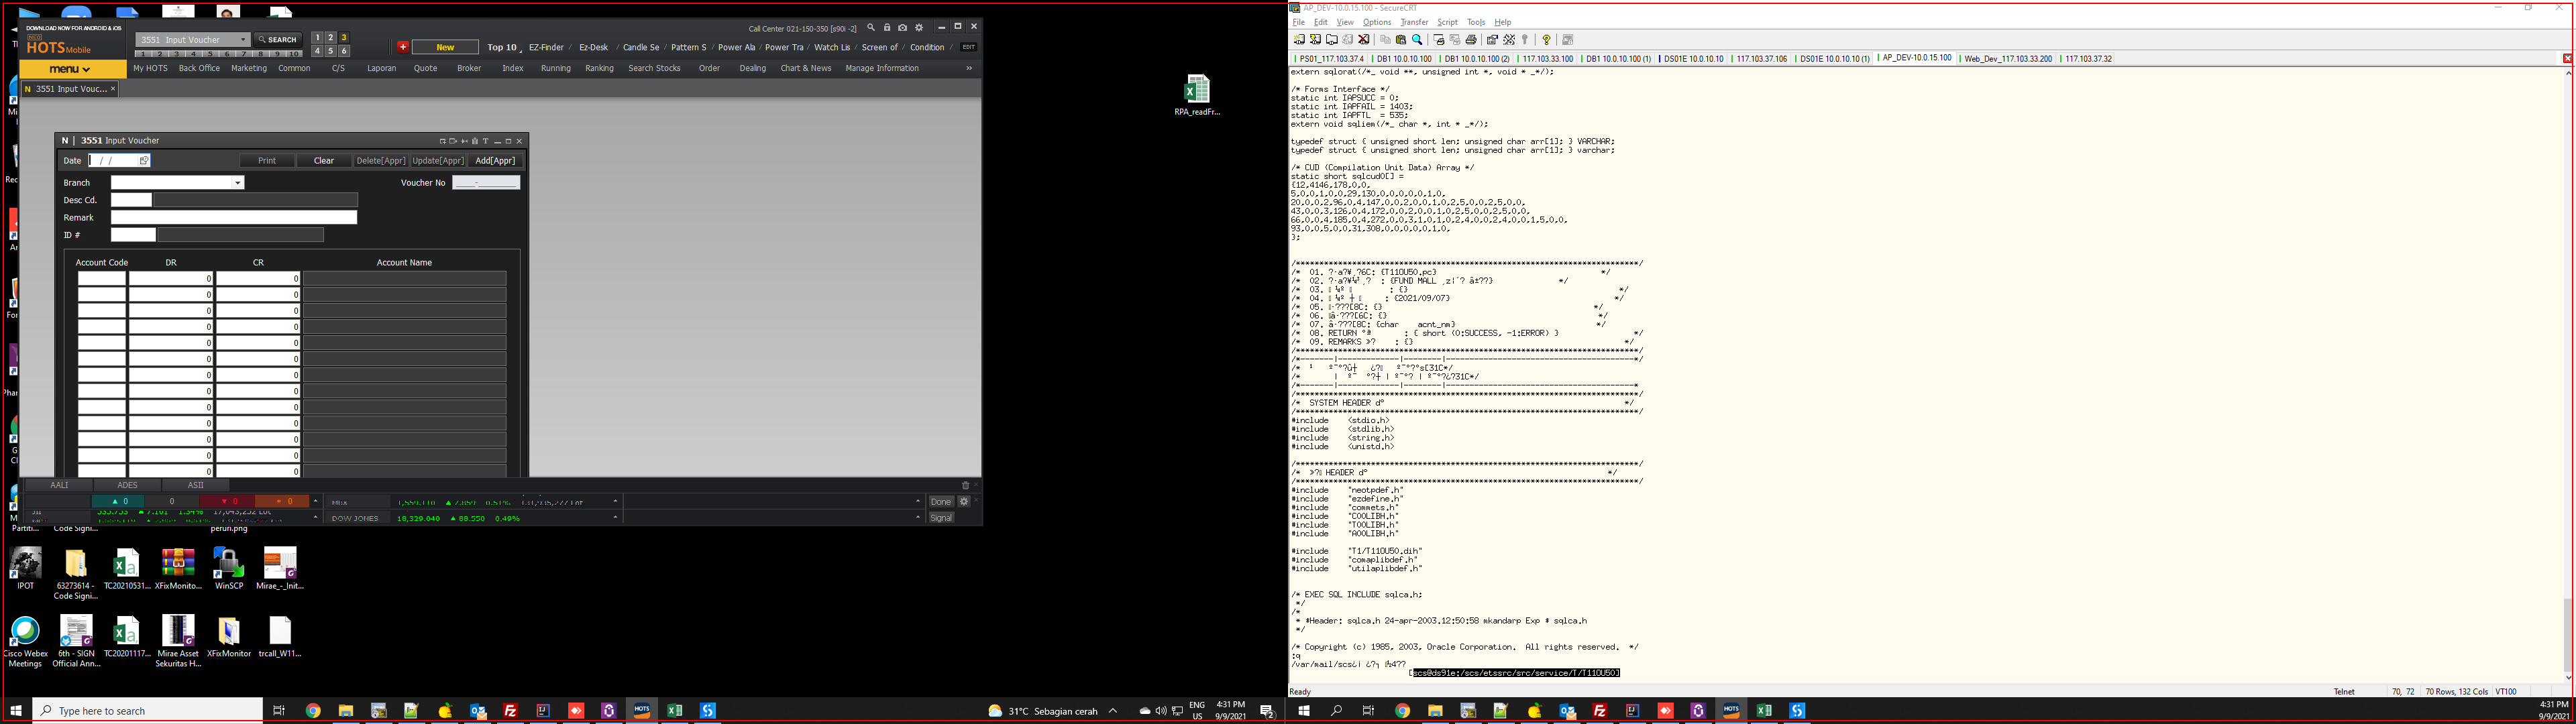 DOWNLOAD NOW FOR ANDROID & iOS
HOTS Mobile
menu
3551 Input Voucher
SEARCH
1 2 3
4 5 6
1 2 3 4 5 6 7 8 9 10
Call Center 021-150-350 [s90i -2]
New
Top 10
EZ-Finder / Ez-Desk / Candle Se / Pattern S / Power Ala / Power Tra / Watch Lis / Screen of / Condition /
EDIT
My HOTS Back Office Marketing Common C/S Laporan Quote Broker Index Running Ranking Search Stocks Order Dealing Chart & News Manage Information »
N 3551 Input Vouc... ×
N | 3551 Input Voucher
Date / /
Print Clear Delete[Appr] Update[Appr] Add[Appr]
Branch
Voucher No
Desc Cd.
Remark
ID #
Account Code DR CR Account Name
0 0
0 0
0 0
0 0
0 0
0 0
0 0
0 0
0 0
0 0
0 0
0 0
0 0
AALI ADES ASII
▲ 0 0 ▼ 0 0
Done
DOW JONES 18,329.040 ▲ 88.550 0.49%
Signal
Partiti...
Code Signi...
perun.png
IPOT
63273614 - Code Signi...
TC20210531...
XFixMonito...
WinSCP
Mirae_-_Init...
Cisco Webex Meetings
6th - SIGN Official Ann...
TC20201117...
Mirae Asset Sekuritas H...
XFixMonitor
trcall_W11...
RPA_readFr...
Type here to search
31°C Sebagian cerah
ENG
US
4:31 PM
9/9/2021
2
AP_DEV-10.0.15.100 - SecureCRT
File Edit View Options Transfer Script Tools Help
PS01_117.103.37.4 DB1 10.0.10.100 DB1 10.0.10.100 (2) 117.103.33.100 DB1 10.0.10.100 (1) DS01E 10.0.10.10 117.103.37.106 DS01E 10.0.10.10 (1) AP_DEV-10.0.15.100 Web_Dev_117.103.33.200 117.103.37.32
extern sqlorat(/*_ void **, unsigned int *, void * _*/);
/* Forms Interface */
static int IAPSUCC = 0;
static int IAPFAIL = 1403;
static int IAPFTL = 535;
extern void sqliem(/*_ char *, int * _*/);
typedef struct { unsigned short len; unsigned char arr[1]; } VARCHAR;
typedef struct { unsigned short len; unsigned char arr[1]; } varchar;
/* CUD (Compilation Unit Data) Array */
static short sqlcud0[] =
{12,4146,178,0,0,
5,0,0,1,0,0,29,130,0,0,0,0,0,1,0,
20,0,0,2,96,0,4,147,0,0,2,0,0,1,0,2,5,0,0,2,5,0,0,
43,0,0,3,126,0,4,172,0,0,2,0,0,1,0,2,5,0,0,2,5,0,0,
66,0,0,4,185,0,4,272,0,0,3,1,0,1,0,2,4,0,0,2,4,0,0,1,5,0,0,
93,0,0,5,0,0,31,308,0,0,0,0,0,1,0,
};
/* 01. {T110U50.pc} */
/* 02. {FUND MALL */
/* 03. : {} */
/* 04. : {2021/09/07} */
/* 05. : {} */
/* 06. : {} */
/* 07. : {char acnt_nm} */
/* 08. RETURN : { short (0:SUCCESS, -1:ERROR) } */
/* 09. REMARKS : {} */
/* SYSTEM HEADER */
#include <stdio.h>
#include <stdlib.h>
#include <string.h>
#include <unistd.h>
/* HEADER */
#include "neotpdef.h"
#include "ezdefine.h"
#include "commets.h"
#include "C00LIBH.h"
#include "T00LIBH.h"
#include "A00LIBH.h"
#include "T1/T110U50.dih"
#include "comaplibdef.h"
#include "utilaplibdef.h"
/* EXEC SQL INCLUDE sqlca.h;
*/
/*
* $Header: sqlca.h 24-apr-2003.12:50:58 mkandarp Exp $ sqlca.h
*/
/* Copyright (c) 1985, 2003, Oracle Corporation. All rights reserved. */
:q
[scs@ds91e:/scs/etssrc/src/service/T/T110U50]
Ready
Telnet 70, 72 70 Rows, 132 Cols VT100
4:31 PM
9/9/2021